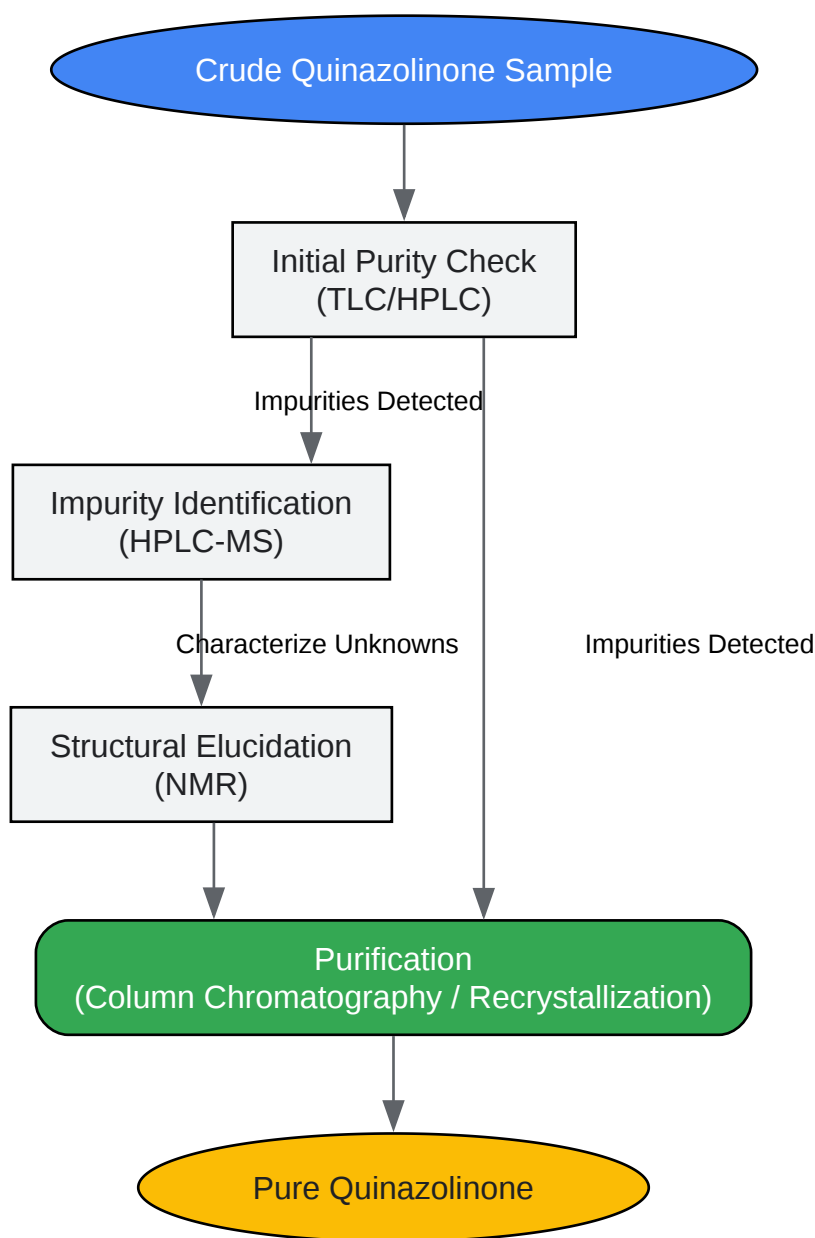 Crude Quinazolinone Sample
Initial Purity Check
(TLC/HPLC)
Impurities Detected
Impurity Identification
(HPLC-MS)
Characterize Unknowns
Impurities Detected
Structural Elucidation
(NMR)
Purification
(Column Chromatography / Recrystallization)
Pure Quinazolinone